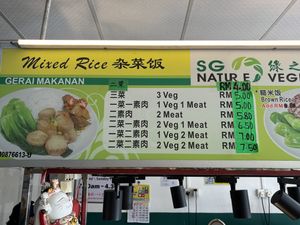 Mixed Rice 杂菜饭
GERAI MAKANAN
SG
NATURE
VEG
綠之
二菜 RM 4.00
三菜 3 Veg RM 5.00
一菜一素肉 1 Veg 1 Meat RM 5.00
二素肉 2 Meat RM 5.80
二菜一素肉 2 Veg 1 Meat RM 6.50
一菜二素肉 1 Veg 2 Meat RM 7.00
二菜二素肉 2 Veg 2 Meat RM 7.50
糙米饭
Brown Rice